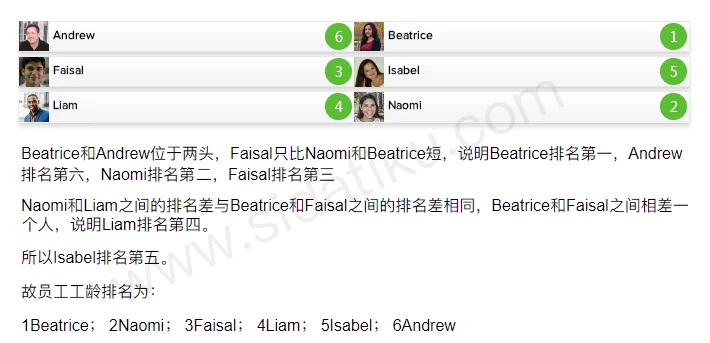 Andrew 6 Beatrice 1
Faisal 3 Isabel 5
Liam 4 Naomi 2
Beatrice和Andrew位于两头，Faisal只比Naomi和Beatrice短，说明Beatrice排名第一，Andrew
排名第六，Naomi排名第二，Faisal排名第三
Naomi和Liam之间的排名差与Beatrice和Faisal之间的排名差相同，Beatrice和Faisal之间相差一
个人，说明Liam排名第四。
所以Isabel排名第五。
故员工工龄排名为：
1Beatrice； 2Naomi； 3Faisal； 4Liam； 5Isabel； 6Andrew
www.sidatiku.com